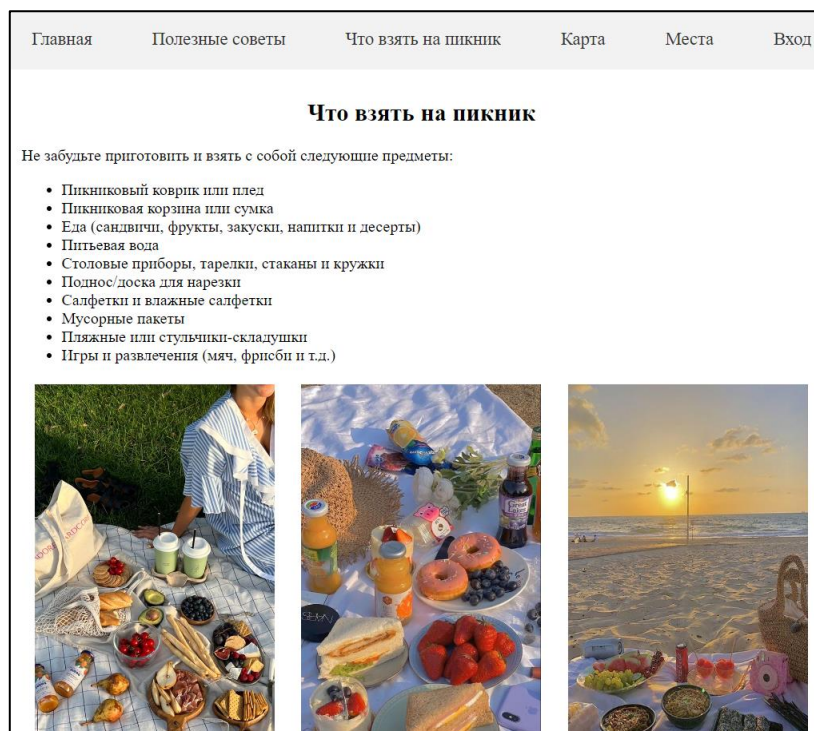 Главная Полезные советы Что взять на пикник Карта Места Вход
Что взять на пикник
Не забудьте приготовить и взять с собой следующие предметы:
• Пикниковый коврик или плед
• Пикниковая корзина или сумка
• Еда (сандвичи, фрукты, закуски, напитки и десерты)
• Питьевая вода
• Столовые приборы, тарелки, стаканы и кружки
• Поднос/доска для нарезки
• Салфетки и влажные салфетки
• Мусорные пакеты
• Пляжные или стульчики-складушки
• Игры и развлечения (мяч, фрисби и т.д.)